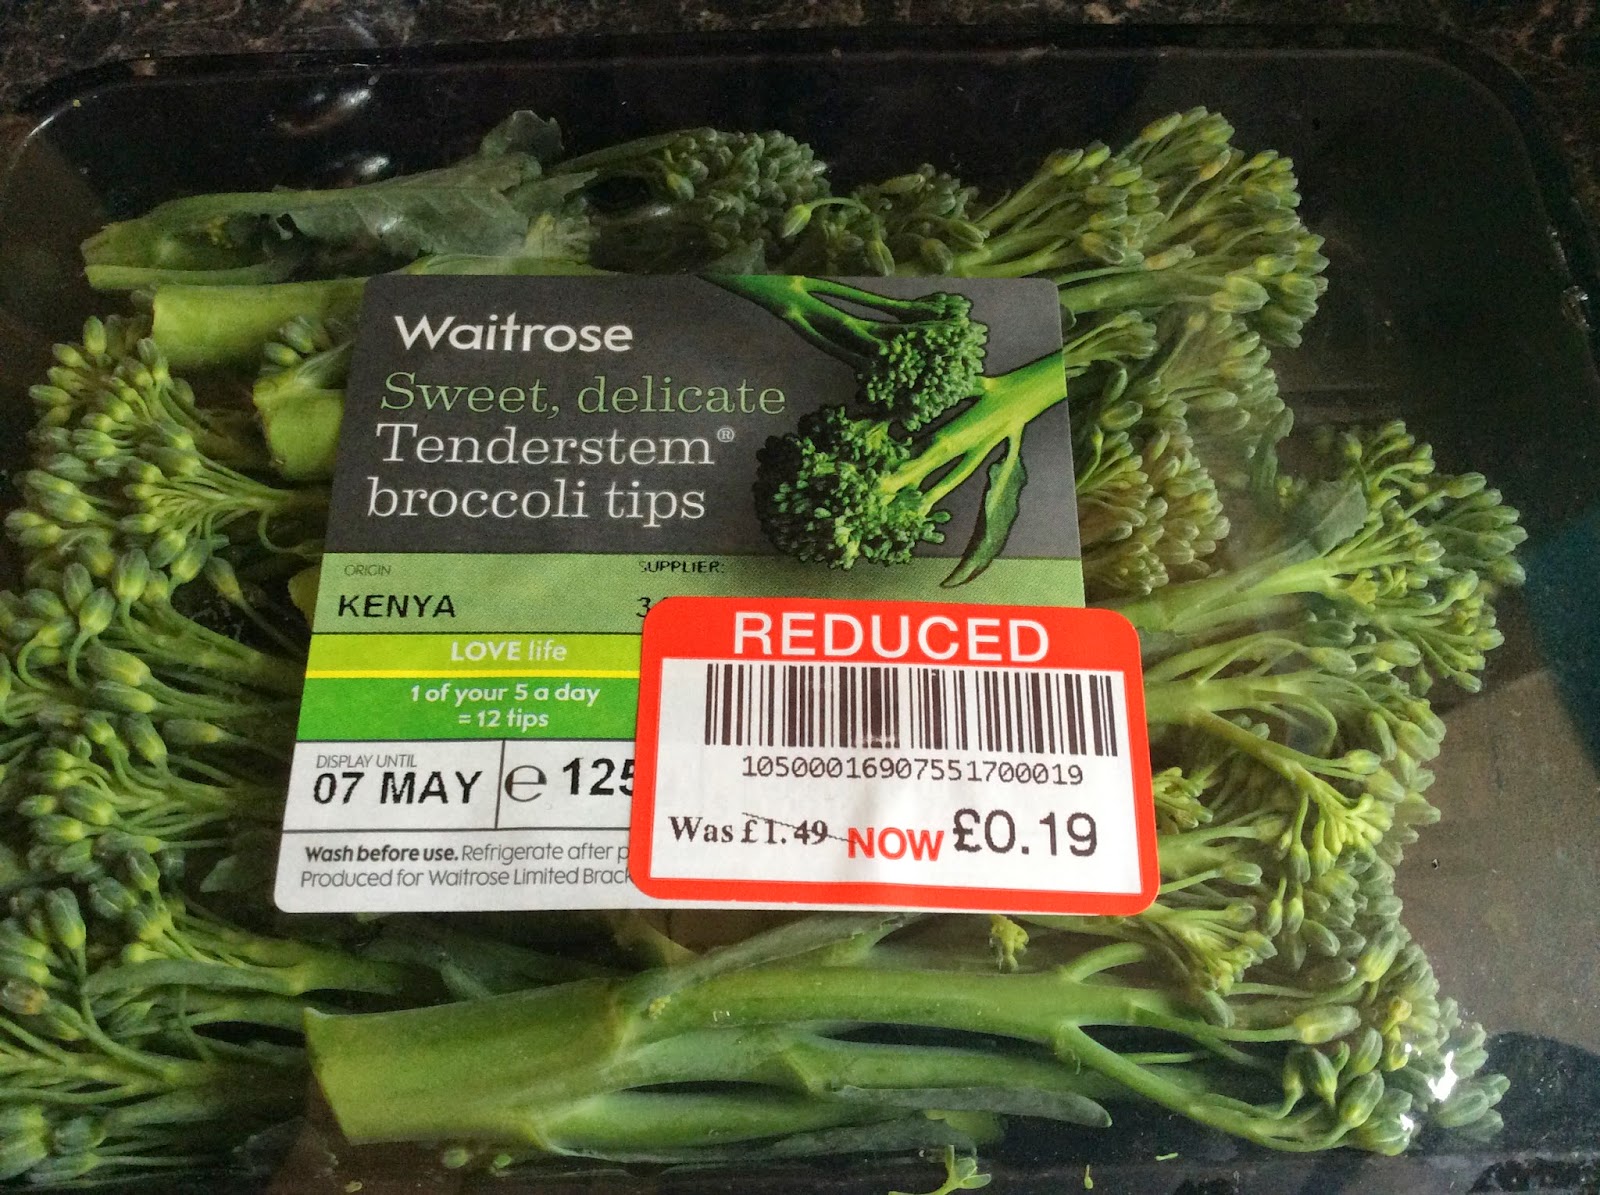 Waitrose
Sweet, delicate
Tenderstem®
broccoli tips
ORIGIN
SUPPLIER:
KENYA
LOVE life
1 of your 5 a day
= 12 tips
DISPLAY UNTIL
07 MAY
e 125
Wash before use. Refrigerate after
Produced for Waitrose Limited
REDUCED
10500016907551700019
Was £1.49 NOW £0.19